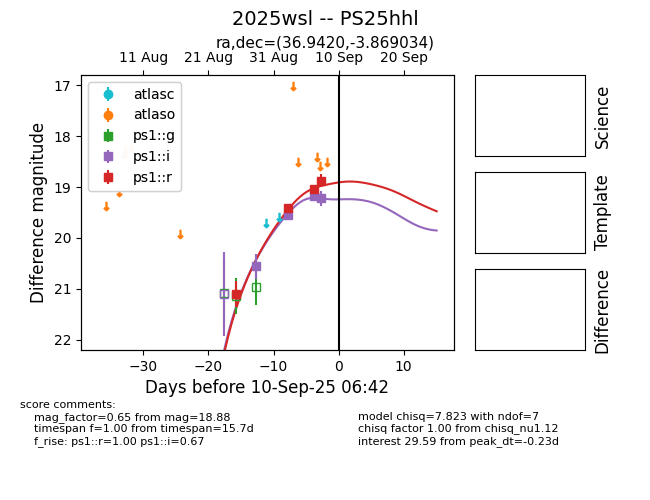 2025wsl -- PS25hhl
ra,dec=(36.9420,-3.869034)
11 Aug 21 Aug 31 Aug 10 Sep 20 Sep
17
18
19
20
21
22
Difference magnitude
atlasc
atlaso
ps1::g
ps1::i
ps1::r
−30 −20 −10 0 10
Days before 10-Sep-25 06:42
Science
Template
Difference
score comments:
mag_factor=0.65 from mag=18.88
timespan f=1.00 from timespan=15.7d
f_rise: ps1::r=1.00 ps1::i=0.67
model chisq=7.823 with ndof=7
chisq factor 1.00 from chisq_nu1.12
interest 29.59 from peak_dt=-0.23d